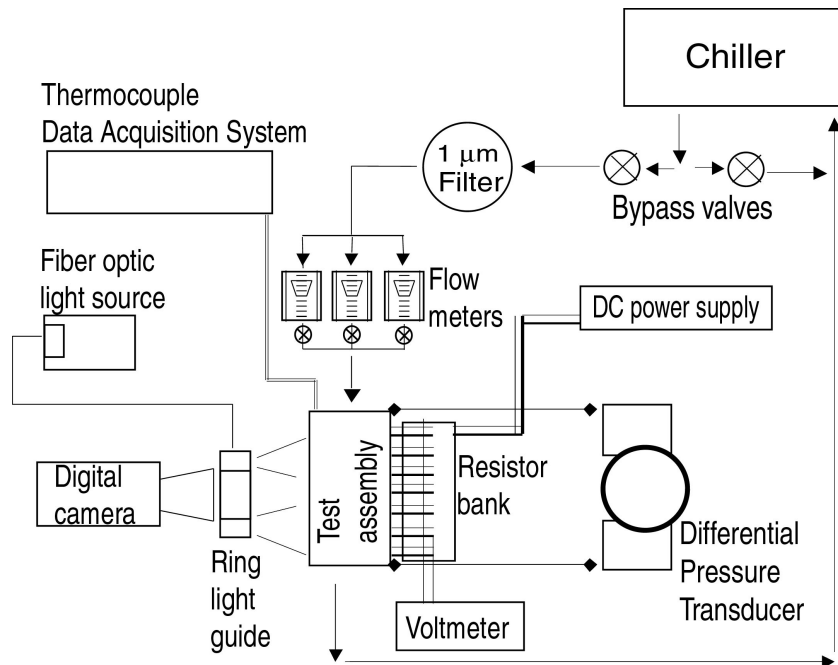 Chiller
Thermocouple
Data Acquisition System
1 μm
Filter
Bypass valves
Fiber optic
light source
Flow
meters
DC power supply
Digital
camera
Test
assembly
Resistor
bank
Ring
light
guide
Differential
Pressure
Transducer
Voltmeter